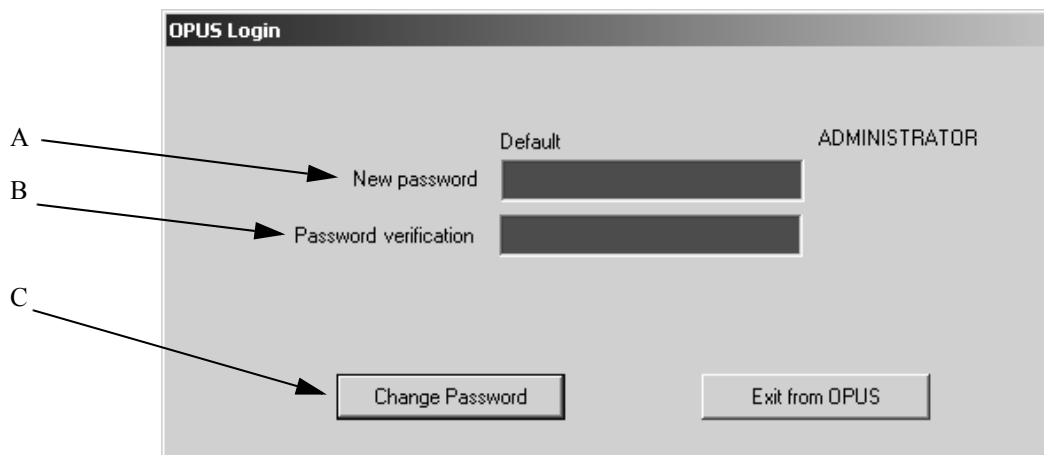 OPUS Login
A
Default ADMINISTRATOR
New password
B
Password verification
C
Change Password Exit from OPUS